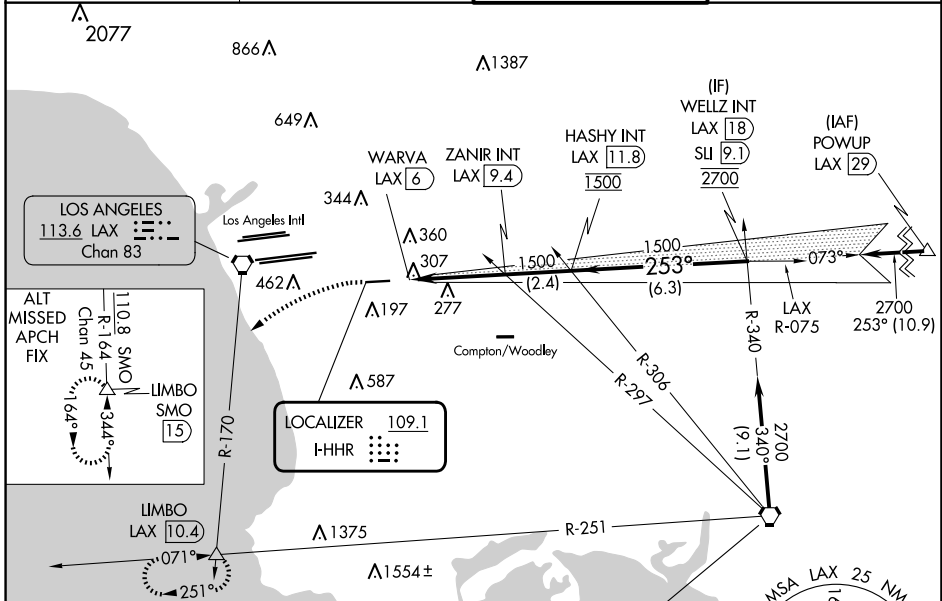 2077
866
1387
649
(IF)
WELLZ INT
LAX 18
SLI 9.1
2700
(IAF)
POWUP
LAX 29
HASHY INT
LAX 11.8
1500
ZANIR INT
LAX 9.4
WARVA
LAX 6
344
LOS ANGELES
113.6 LAX
Chan 83
Los Angeles Intl
360
307
462
277
197
1500
1500
253°
(2.4)
(6.3)
073°
LAX
R-075
2700
253° (10.9)
Compton/Woodley
ALT
MISSED
APCH
FIX
110.8 SMO
R-164
Chan 45
LIMBO
SMO
15
164°
344°
587
LOCALIZER 109.1
I-HHR
R-170
R-340
R-306
R-297
2700
340°
(9.1)
LIMBO
LAX 10.4
071°
251°
1375
1554±
R-251
MSA LAX 25 NM